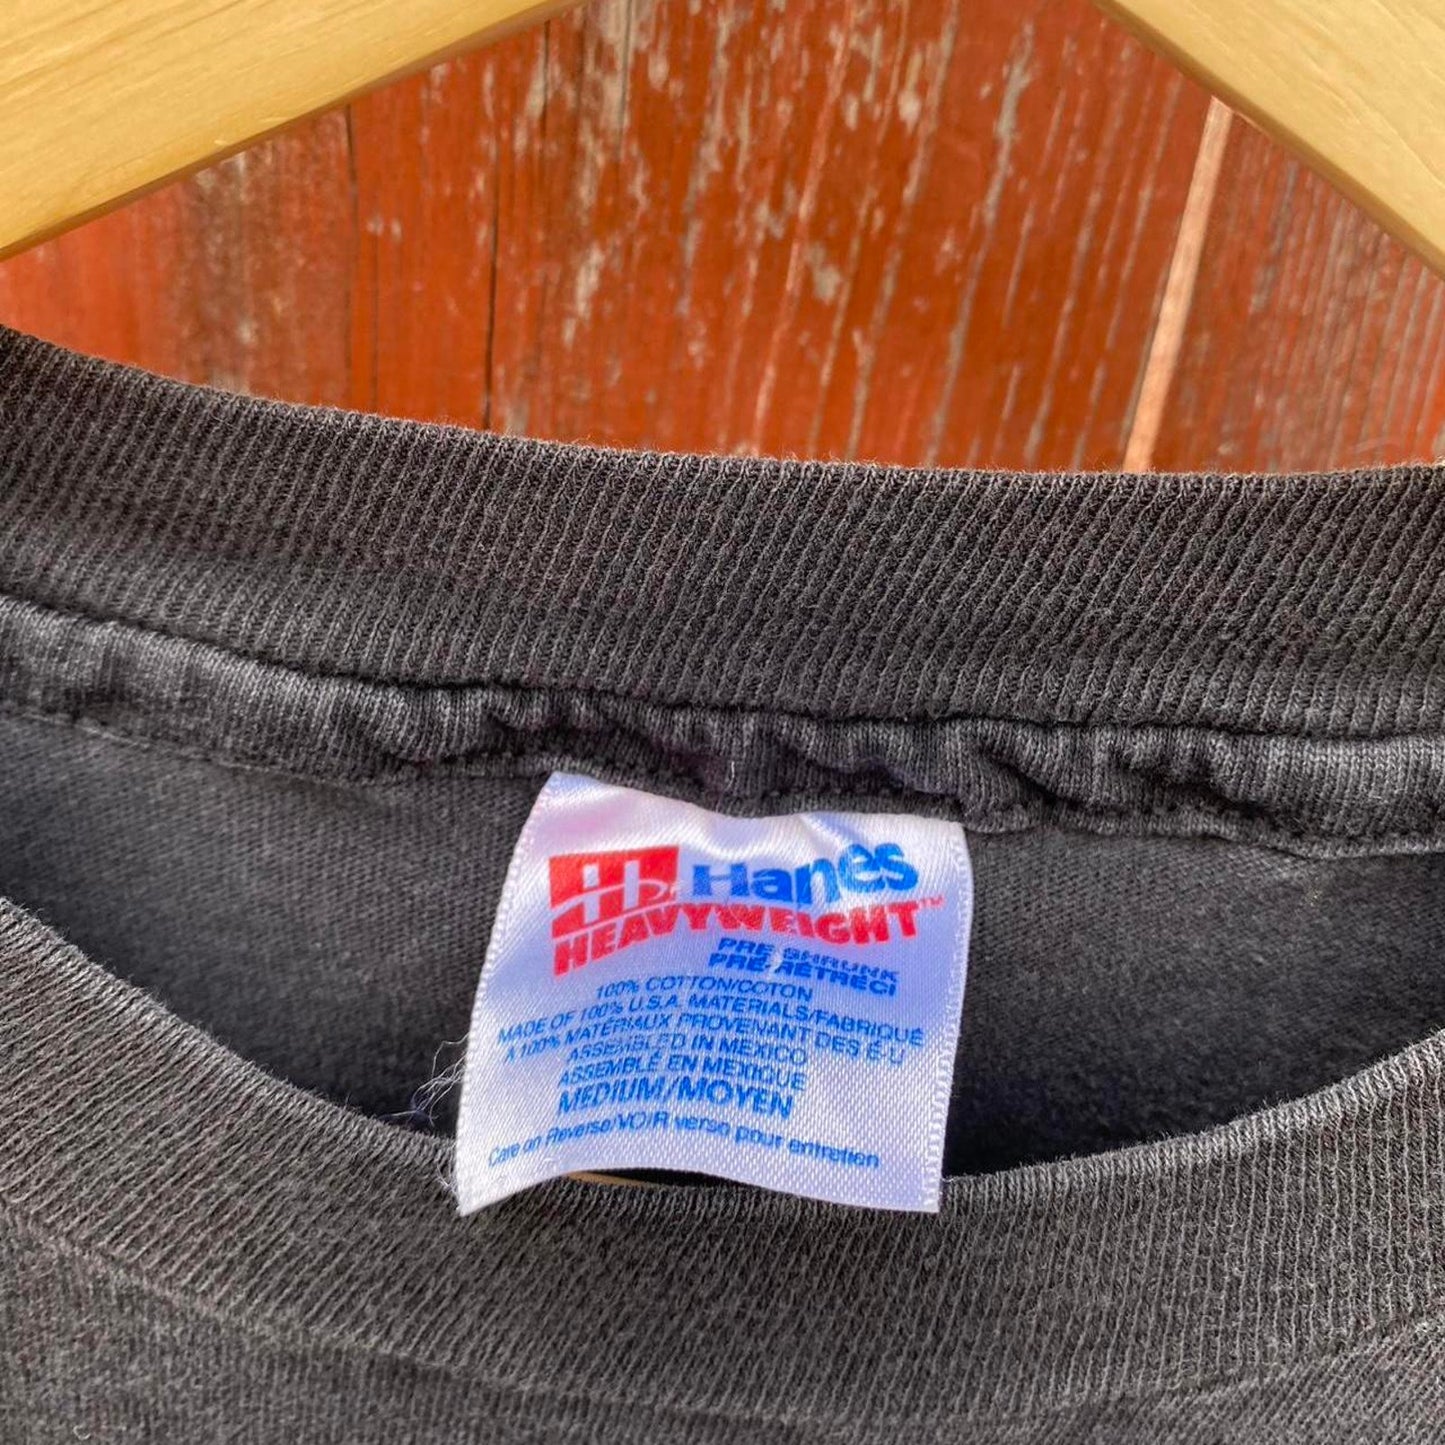 Hanes
HEAVYWEIGHT™
PRE-SHRUNK
PRE-RÉTRÉCI
100% COTTON/COTON
MADE OF 100% U.S.A. MATERIALS/FABRIQUÉ
A 100% MATÉRIAUX PROVENANT DES É-U
ASSEMBLED IN MEXICO
ASSEMBLÉ EN MEXIQUE
MEDIUM/MOYEN
Care on Reverse/VOIR verso pour entretien